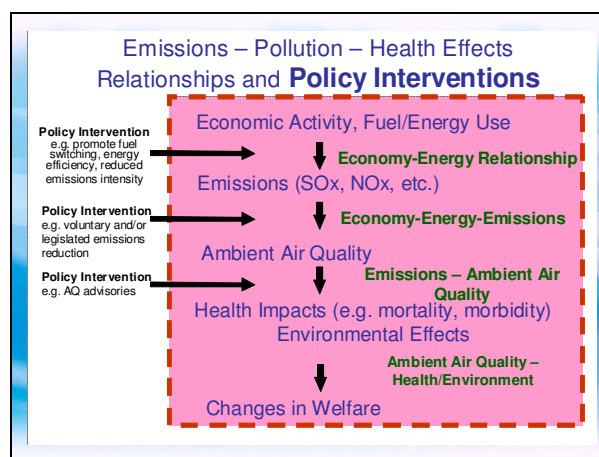 Emissions – Pollution – Health Effects
Relationships and Policy Interventions
Economic Activity, Fuel/Energy Use
Policy Intervention
e.g. promote fuel
switching, energy
efficiency, reduced
emissions intensity
Economy-Energy Relationship
Emissions (SOx, NOx, etc.)
Policy Intervention
e.g. voluntary and/or
legislated emissions
reduction
Economy-Energy-Emissions
Ambient Air Quality
Policy Intervention
e.g. AQ advisories
Emissions – Ambient Air
Quality
Health Impacts (e.g. mortality, morbidity)
Environmental Effects
Ambient Air Quality –
Health/Environment
Changes in Welfare